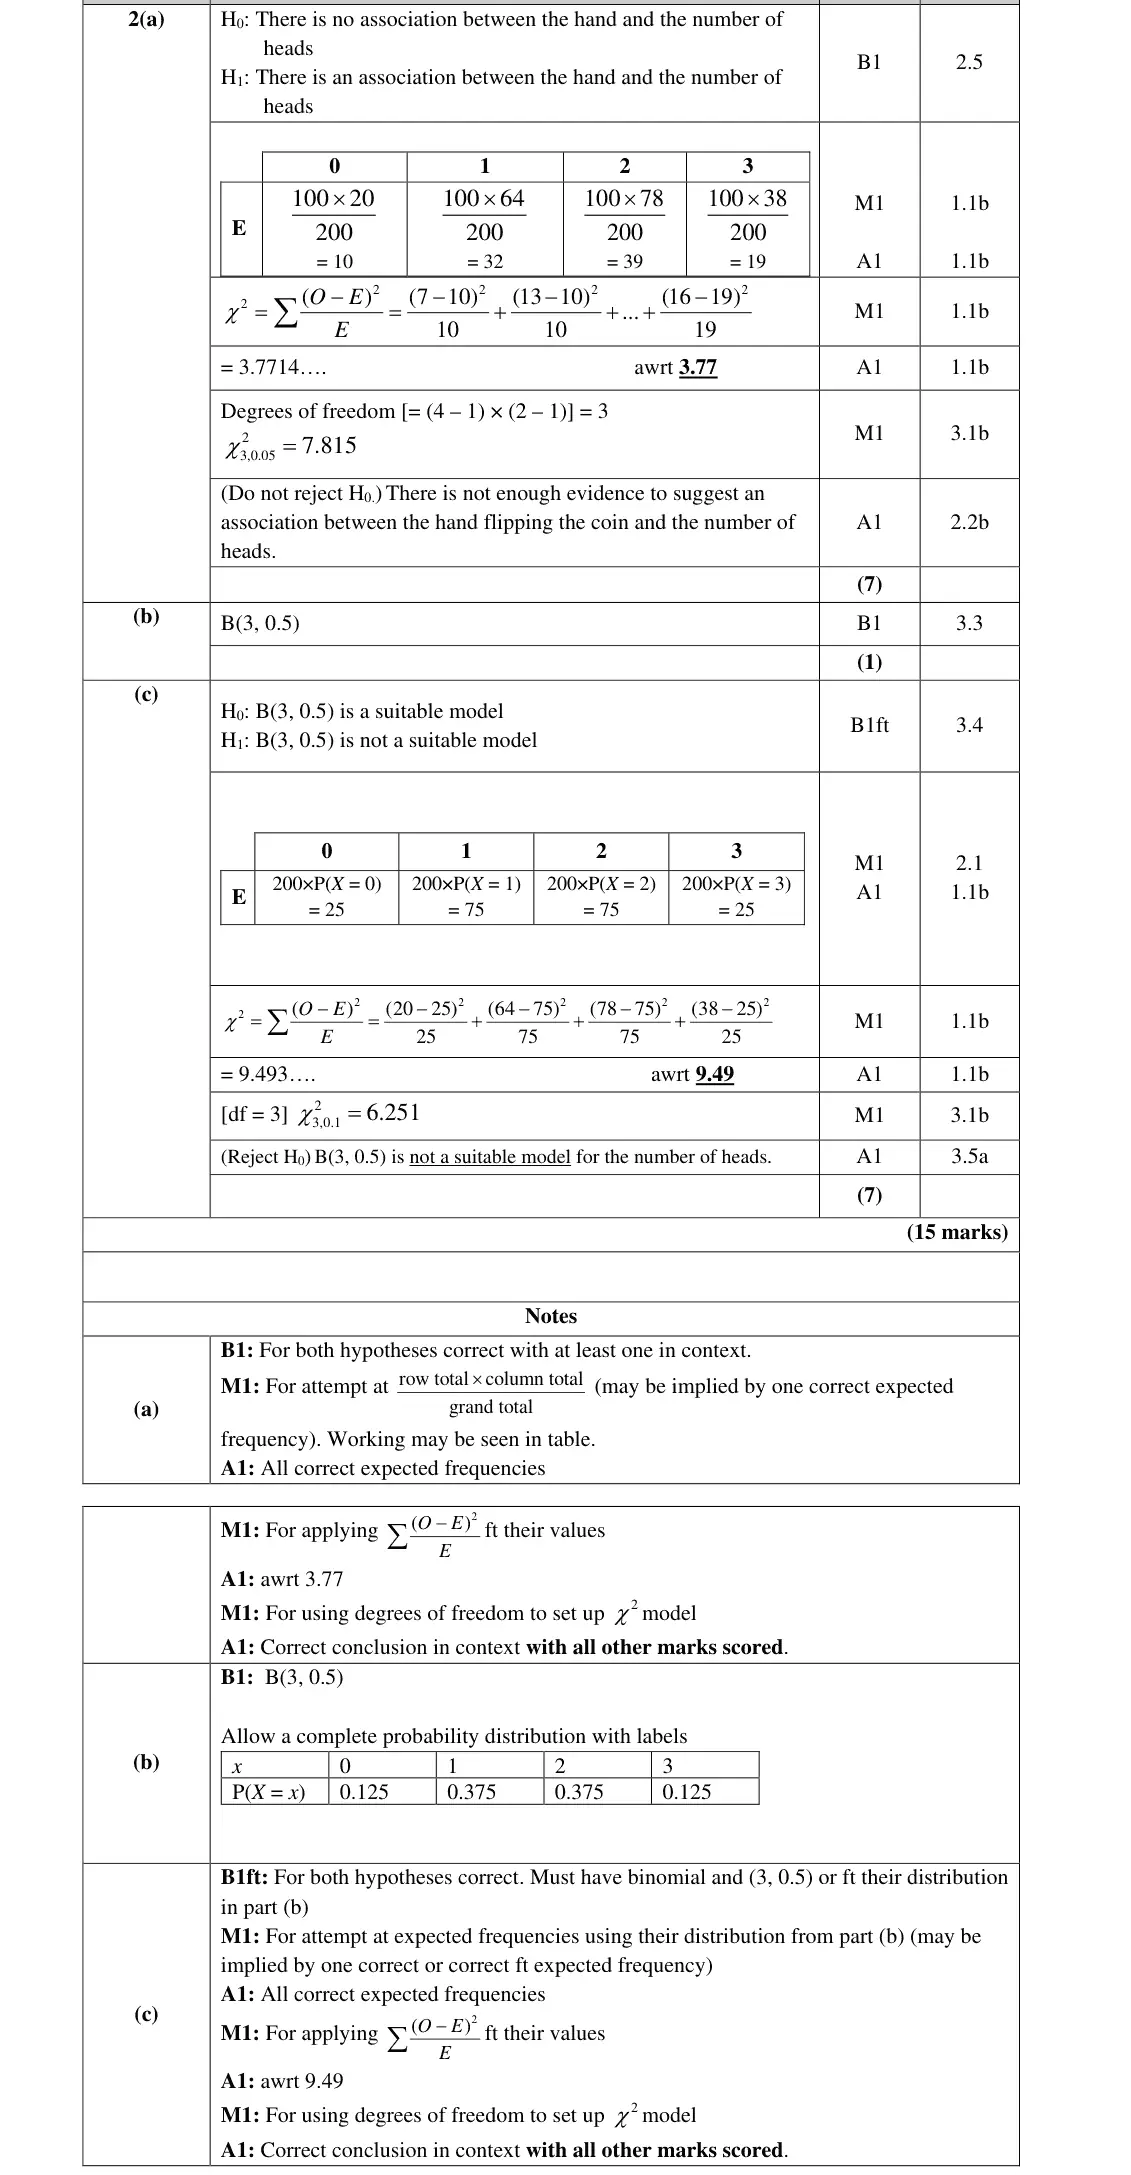 2(a)
H₀: There is no association between the hand and the number of
heads
H₁: There is an association between the hand and the number of
heads
B1
2.5
0 1 2 3
E
100 × 20 / 200 = 10
100 × 64 / 200 = 32
100 × 78 / 200 = 39
100 × 38 / 200 = 19
M1 1.1b
A1 1.1b
χ² = ∑ (O − E)² / E = (7 − 10)² / 10 + (13 − 10)² / 10 + ... + (16 − 19)² / 19
M1 1.1b
= 3.7714…. awrt 3.77
A1 1.1b
Degrees of freedom [= (4 – 1) × (2 – 1)] = 3
χ²3,0.05 = 7.815
M1 3.1b
(Do not reject H₀.) There is not enough evidence to suggest an
association between the hand flipping the coin and the number of
heads.
A1 2.2b
(7)
(b)
B(3, 0.5)
B1 3.3
(1)
(c)
H₀: B(3, 0.5) is a suitable model
H₁: B(3, 0.5) is not a suitable model
B1ft 3.4
0 1 2 3
E
200×P(X = 0) = 25
200×P(X = 1) = 75
200×P(X = 2) = 75
200×P(X = 3) = 25
M1 2.1
A1 1.1b
χ² = ∑ (O − E)² / E = (20 − 25)² / 25 + (64 − 75)² / 75 + (78 − 75)² / 75 + (38 − 25)² / 25
M1 1.1b
= 9.493…. awrt 9.49
A1 1.1b
[df = 3] χ²3,0.1 = 6.251
M1 3.1b
(Reject H₀) B(3, 0.5) is not a suitable model for the number of heads.
A1 3.5a
(7)
(15 marks)
Notes
(a)
B1: For both hypotheses correct with at least one in context.
M1: For attempt at row total × column total / grand total (may be implied by one correct expected
frequency). Working may be seen in table.
A1: All correct expected frequencies
M1: For applying ∑ (O − E)² / E ft their values
A1: awrt 3.77
M1: For using degrees of freedom to set up χ² model
A1: Correct conclusion in context with all other marks scored.
(b)
B1: B(3, 0.5)
Allow a complete probability distribution with labels
x 0 1 2 3
P(X = x) 0.125 0.375 0.375 0.125
(c)
B1ft: For both hypotheses correct. Must have binomial and (3, 0.5) or ft their distribution
in part (b)
M1: For attempt at expected frequencies using their distribution from part (b) (may be
implied by one correct or correct ft expected frequency)
A1: All correct expected frequencies
M1: For applying ∑ (O − E)² / E ft their values
A1: awrt 9.49
M1: For using degrees of freedom to set up χ² model
A1: Correct conclusion in context with all other marks scored.